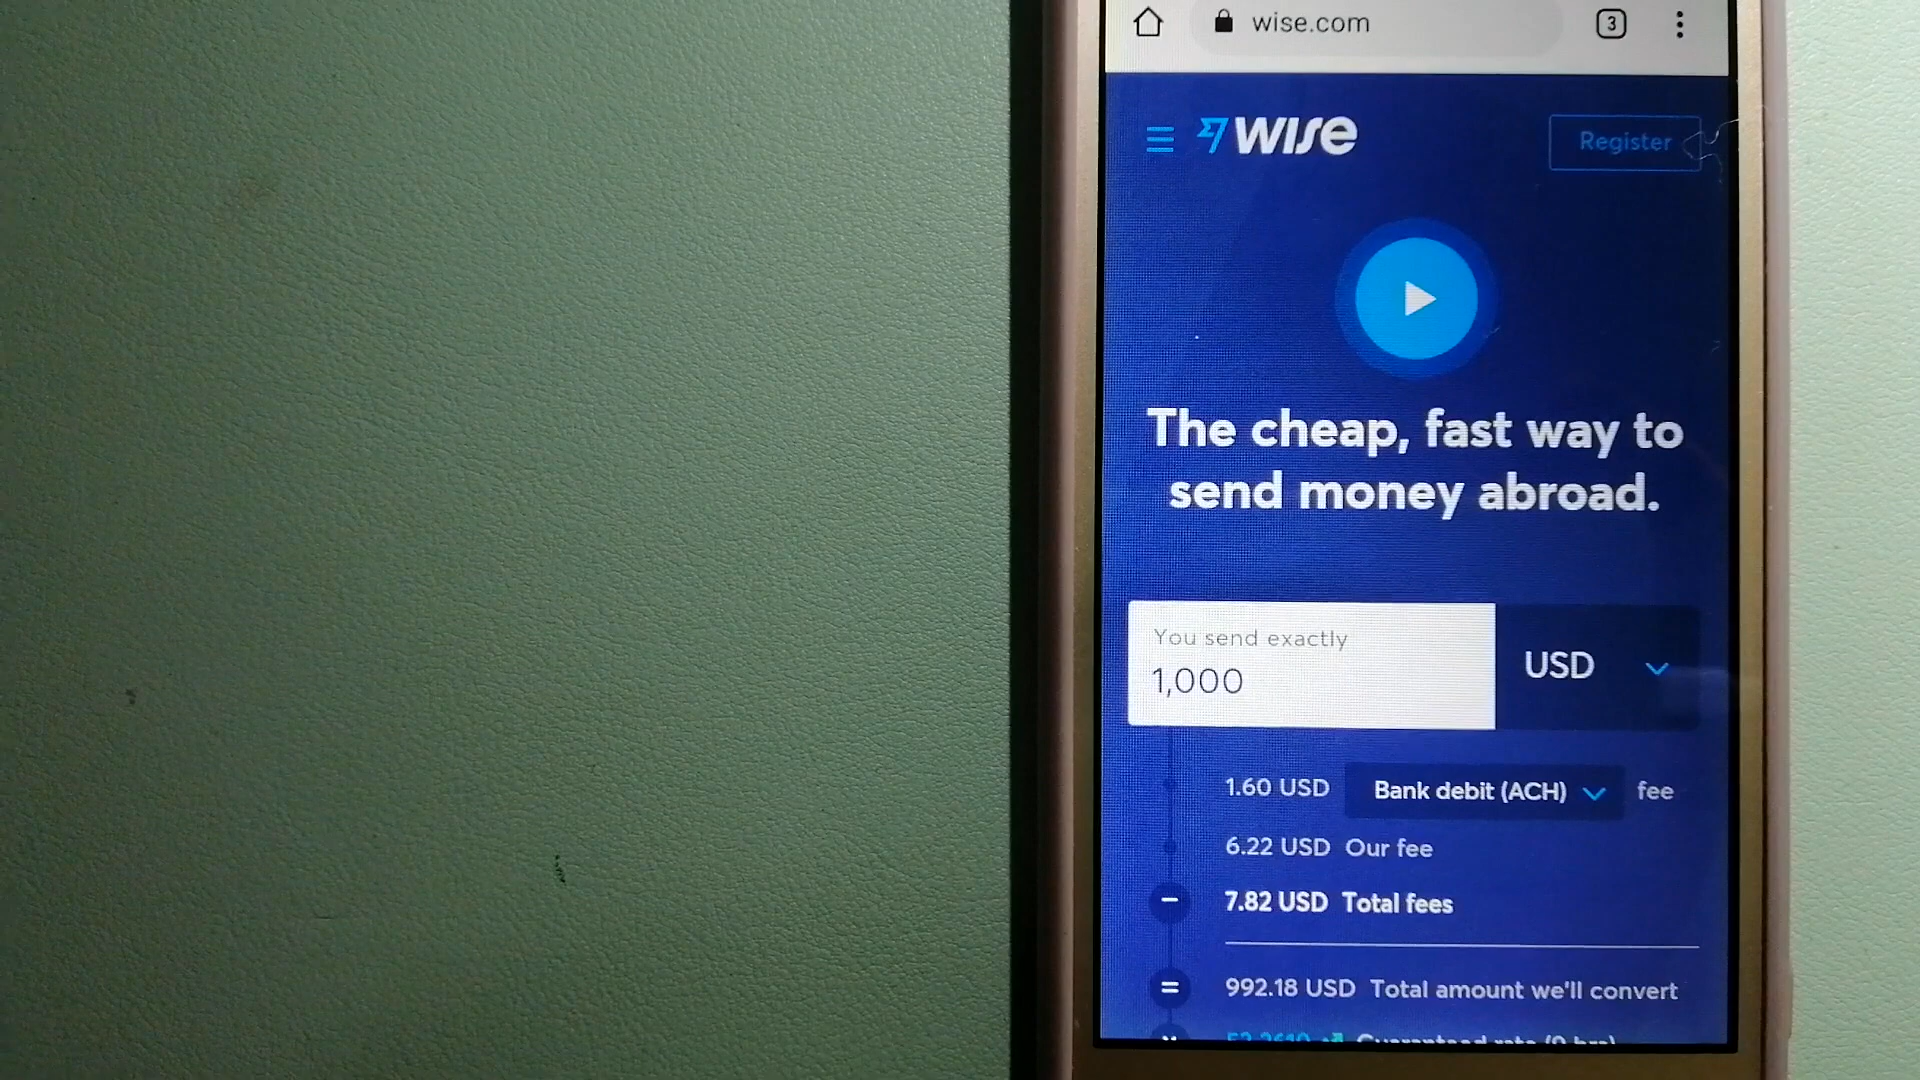 wise.com
3
WISE
Register
The cheap, fast way to
send money abroad.
You send exactly
1,000
USD
1.60 USD Bank debit (ACH) fee
6.22 USD Our fee
7.82 USD Total fees
992.18 USD Total amount we'll convert
Guaranteed rate